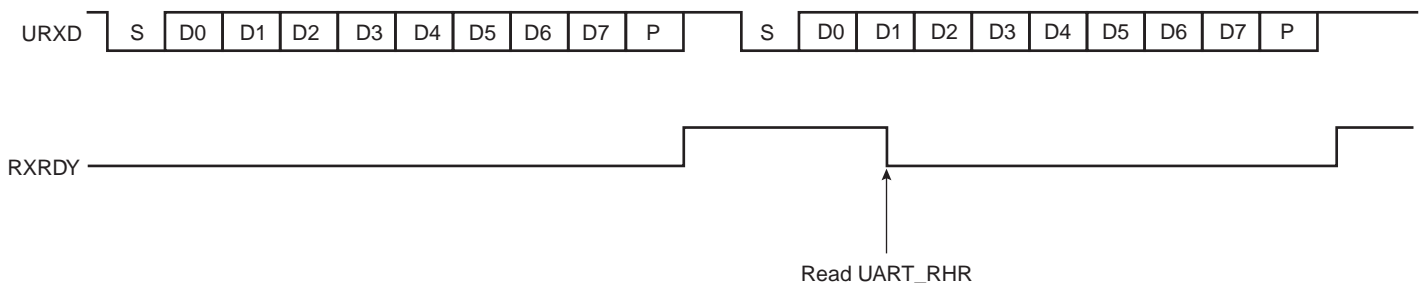 URXD S D0 D1 D2 D3 D4 D5 D6 D7 P S D0 D1 D2 D3 D4 D5 D6 D7 P
RXRDY
Read UART_RHR